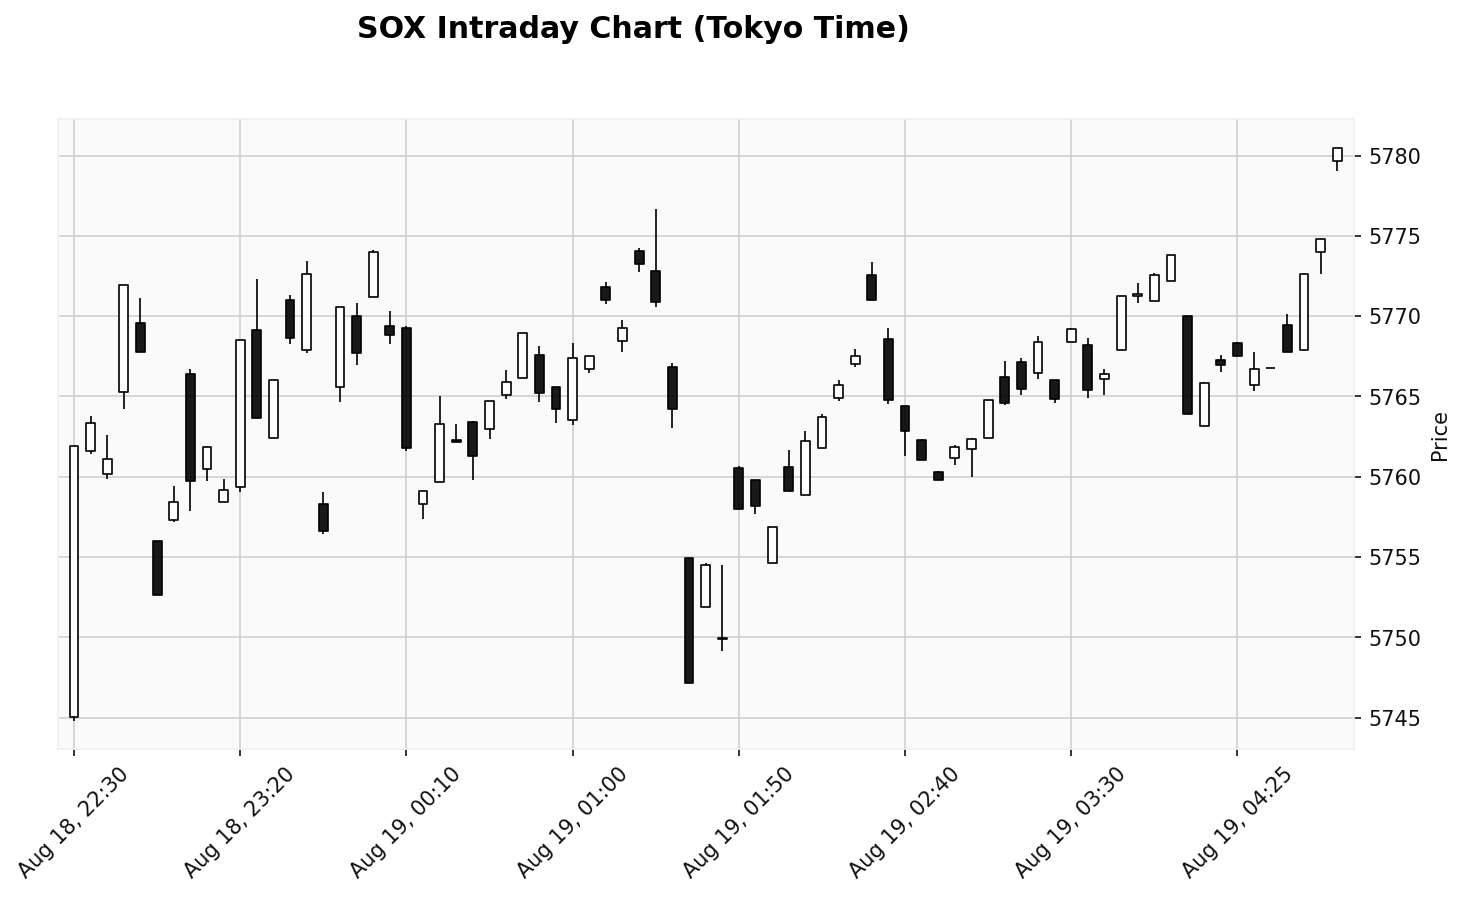 SOX Intraday Chart (Tokyo Time)
5780
5775
5770
5765
5760
5755
5750
5745
Price
Aug 18, 22:30
Aug 18, 23:20
Aug 19, 00:10
Aug 19, 01:00
Aug 19, 01:50
Aug 19, 02:40
Aug 19, 03:30
Aug 19, 04:25